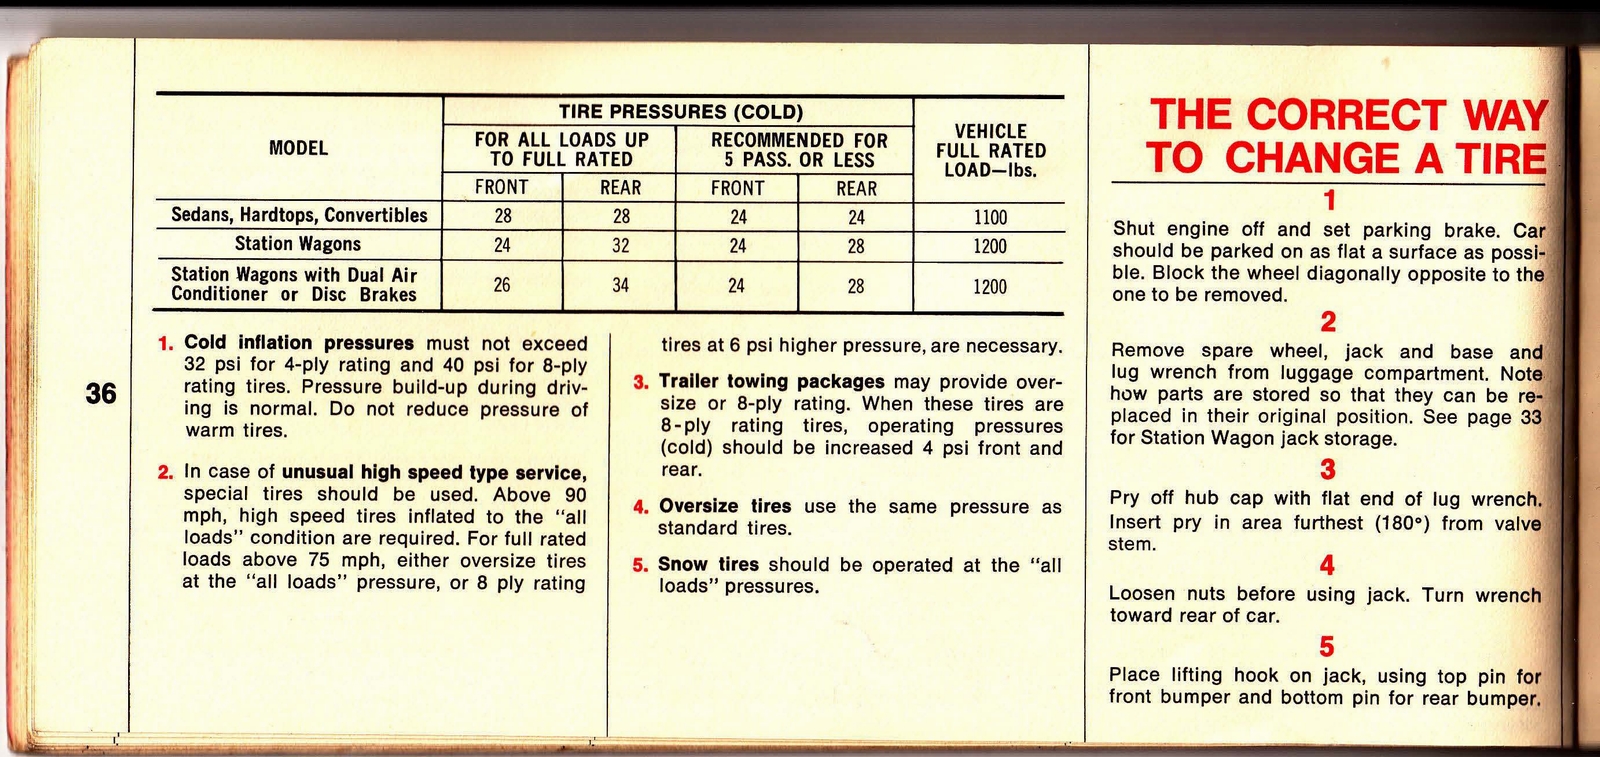 36
TIRE PRESSURES (COLD)
MODEL
FOR ALL LOADS UP
TO FULL RATED
RECOMMENDED FOR
5 PASS. OR LESS
VEHICLE
FULL RATED
LOAD—lbs.
FRONT REAR FRONT REAR
Sedans, Hardtops, Convertibles 28 28 24 24 1100
Station Wagons 24 32 24 28 1200
Station Wagons with Dual Air
Conditioner or Disc Brakes 26 34 24 28 1200
1. Cold inflation pressures must not exceed
32 psi for 4-ply rating and 40 psi for 8-ply
rating tires. Pressure build-up during driv-
ing is normal. Do not reduce pressure of
warm tires.
2. In case of unusual high speed type service,
special tires should be used. Above 90
mph, high speed tires inflated to the “all
loads” condition are required. For full rated
loads above 75 mph, either oversize tires
at the “all loads” pressure, or 8 ply rating
tires at 6 psi higher pressure, are necessary.
3. Trailer towing packages may provide over-
size or 8-ply rating. When these tires are
8-ply rating tires, operating pressures
(cold) should be increased 4 psi front and
rear.
4. Oversize tires use the same pressure as
standard tires.
5. Snow tires should be operated at the “all
loads” pressures.
THE CORRECT WAY
TO CHANGE A TIRE
1
Shut engine off and set parking brake. Car
should be parked on as flat a surface as possi-
ble. Block the wheel diagonally opposite to the
one to be removed.
2
Remove spare wheel, jack and base and
lug wrench from luggage compartment. Note
how parts are stored so that they can be re-
placed in their original position. See page 33
for Station Wagon jack storage.
3
Pry off hub cap with flat end of lug wrench.
Insert pry in area furthest (180°) from valve
stem.
4
Loosen nuts before using jack. Turn wrench
toward rear of car.
5
Place lifting hook on jack, using top pin for
front bumper and bottom pin for rear bumper.